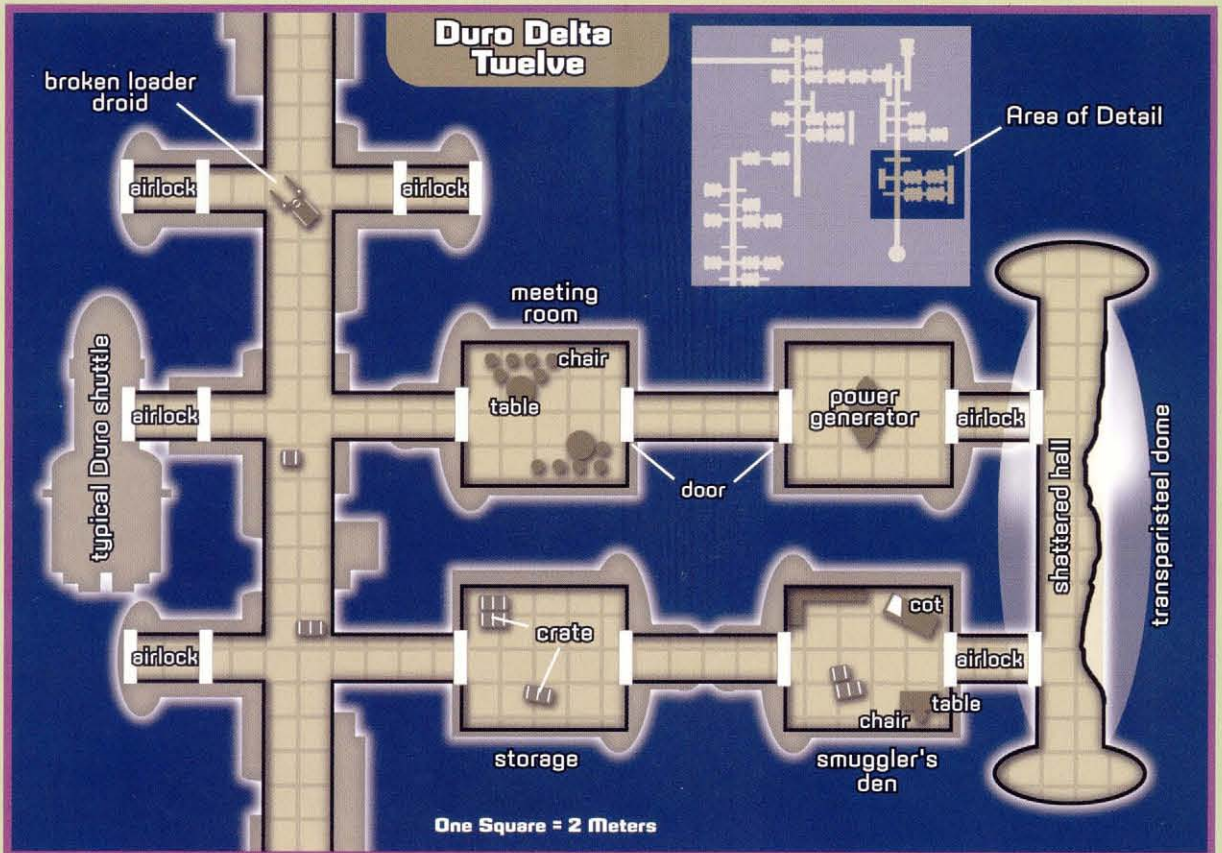 Duro Delta
Twelve
broken loader
droid
Area of Detail
airlock
airlock
meeting
room
chair
table
typical Duro shuttle
airlock
power
generator
airlock
door
shattered hall
transparisteel dome
crate
cot
airlock
airlock
table
chair
storage
smuggler's
den
One Square = 2 Meters